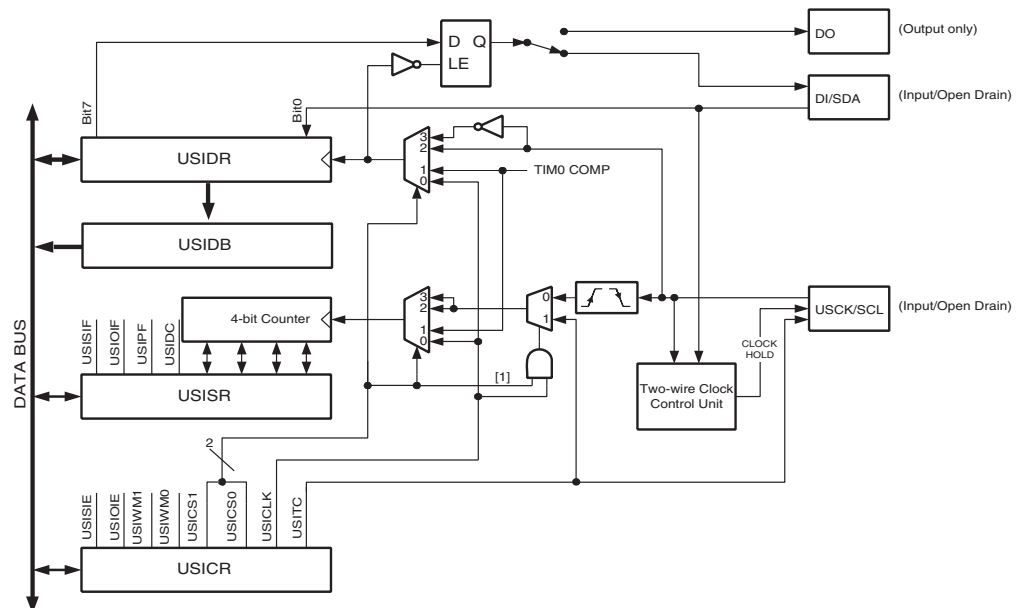 DO
(Output only)
D Q
LE
DI/SDA
(Input/Open Drain)
Bit7
Bit0
USIDR
3
2
1
0
TIM0 COMP
USIDB
DATA BUS
4-bit Counter
3
2
1
0
0
1
USCK/SCL
(Input/Open Drain)
CLOCK
HOLD
USISIF
USIOIF
USIPF
USIDC
USISR
[1]
Two-wire Clock
Control Unit
2
USISIE
USIOIE
USIWM1
USIWM0
USICS1
USICS0
USICLK
USITC
USICR